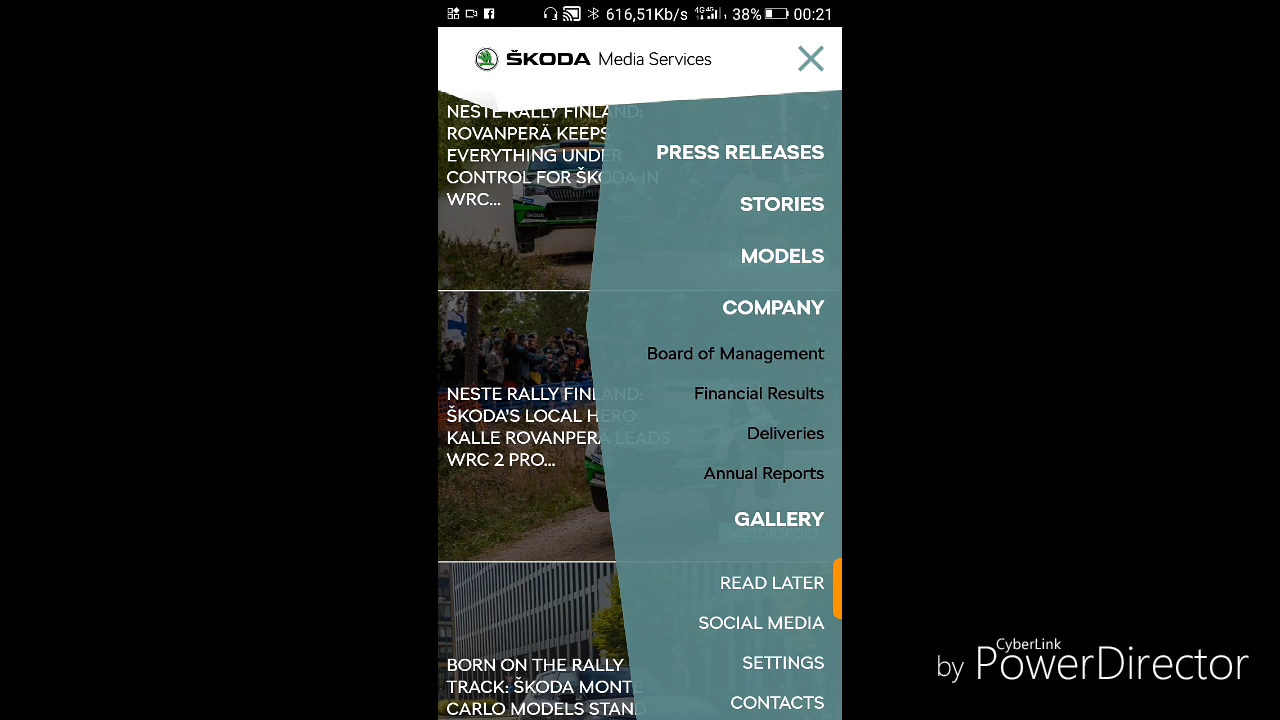 616,51Kb/s 4G 38% 00:21
ŠKODA Media Services
NESTE RALLY FINLAND:
ROVANPERÄ KEEPS
EVERYTHING UNDER
CONTROL FOR ŠKODA IN
WRC...
PRESS RELEASES
STORIES
MODELS
COMPANY
Board of Management
Financial Results
Deliveries
Annual Reports
GALLERY
MOTORSPORT
NESTE RALLY FINLAND:
ŠKODA'S LOCAL HERO
KALLE ROVANPERÄ LEADS
WRC 2 PRO...
READ LATER
SOCIAL MEDIA
SETTINGS
CONTACTS
BORN ON THE RALLY
TRACK: ŠKODA MONTE
CARLO MODELS STAND
by CyberLink
PowerDirector